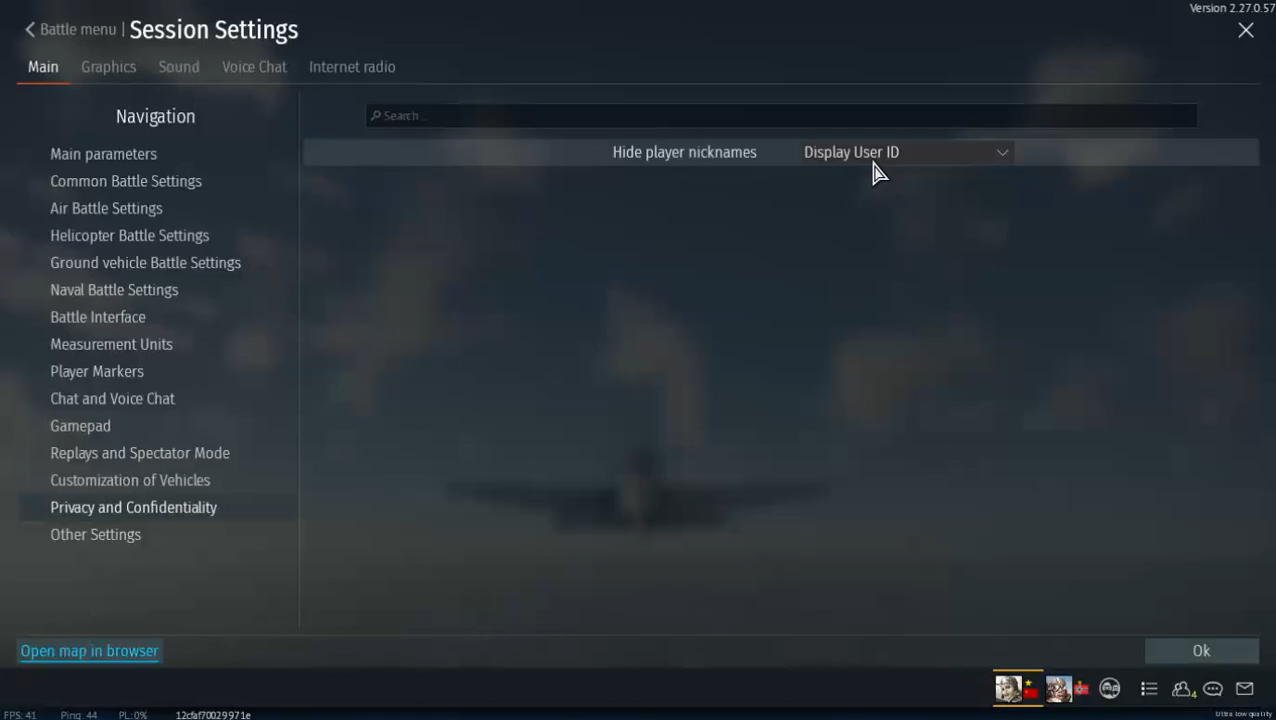 Version 2.27.0.57
Battle menu | Session Settings
Main Graphics Sound Voice Chat Internet radio
Navigation
Search...
Hide player nicknames Display User ID
Main parameters
Common Battle Settings
Air Battle Settings
Helicopter Battle Settings
Ground vehicle Battle Settings
Naval Battle Settings
Battle Interface
Measurement Units
Player Markers
Chat and Voice Chat
Gamepad
Replays and Spectator Mode
Customization of Vehicles
Privacy and Confidentiality
Other Settings
Open map in browser
Ok
4
FPS: 41 Ping: 44 PL:0% 12cfaf70029971e
Ultra low quality